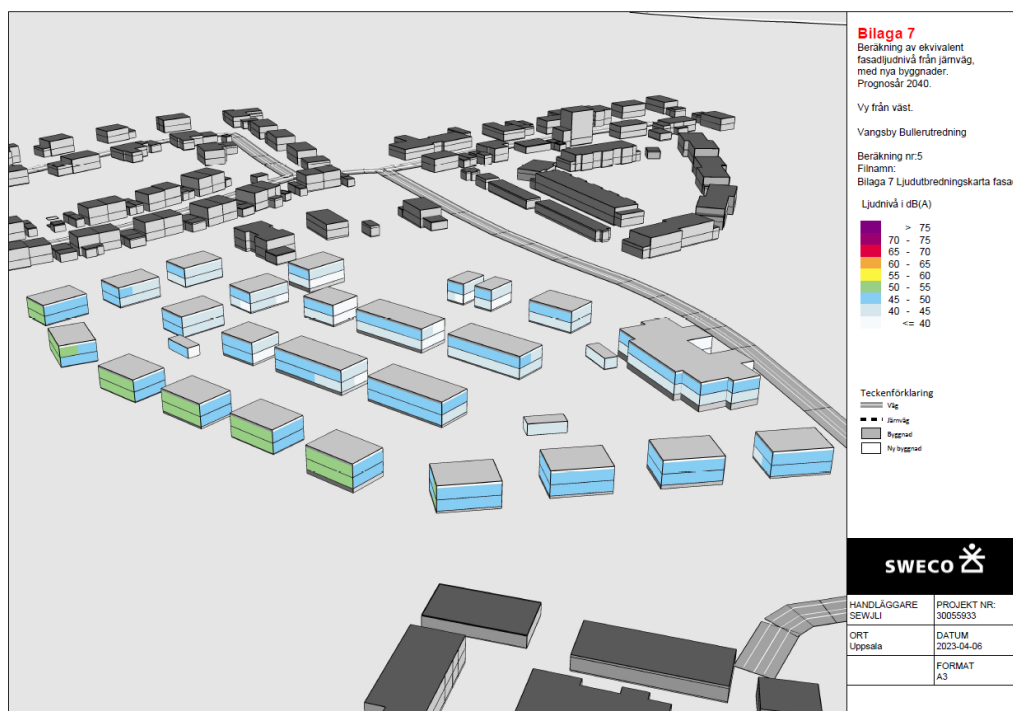 Bilaga 7
Beräkning av ekvivalent
fasadljudnivå från järnväg,
med nya byggnader.
Prognosår 2040.
Vy från väst.
Vangsby Bullerutredning
Beräkning nr:5
Filnamn:
Bilaga 7 Ljudutbredningskarta fasa
Ljudnivå i dB(A)
> 75
70 - 75
65 - 70
60 - 65
55 - 60
50 - 55
45 - 50
40 - 45
<= 40
Teckenförklaring
Väg
Järnväg
Byggnad
Ny byggnad
SWECO
HANDLÄGGARE
SEWJLI
PROJEKT NR:
30055933
ORT
Uppsala
DATUM
2023-04-06
FORMAT
A3